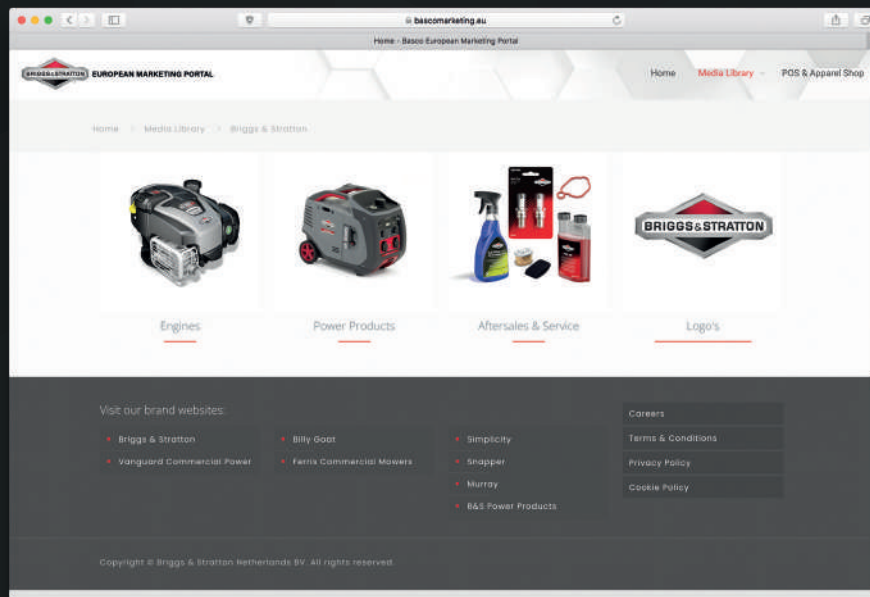 bascomarketing.eu
Home - Basco European Marketing Portal
BRIGGS&STRATTON EUROPEAN MARKETING PORTAL
Home Media Library POS & Apparel Shop
Home > Media Library > Briggs & Stratton
BRIGGS&STRATTON
Engines Power Products Aftersales & Service Logo's
Visit our brand websites:
Briggs & Stratton Billy Goat Simplicity Careers
Vanguard Commercial Power Ferris Commercial Mowers Snapper Terms & Conditions
Murray Privacy Policy
B&S Power Products Cookie Policy
Copyright © Briggs & Stratton Netherlands BV. All rights reserved.